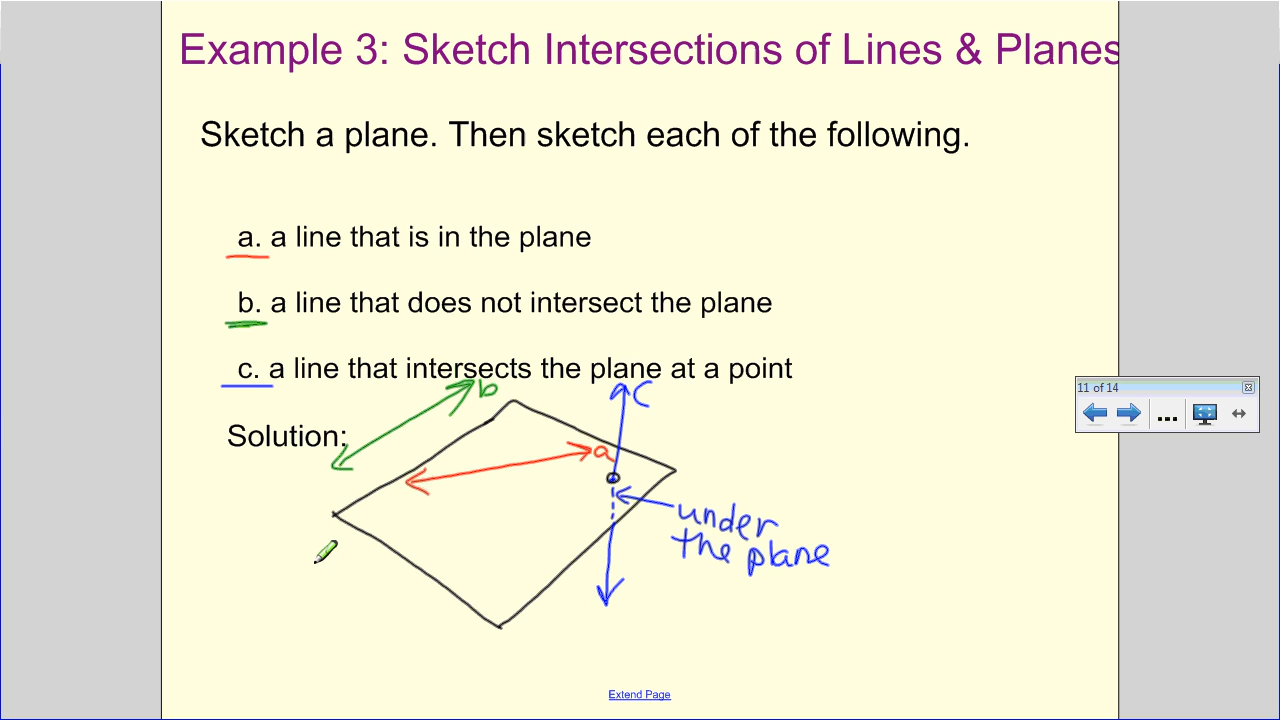 Example 3: Sketch Intersections of Lines & Planes
Sketch a plane. Then sketch each of the following.
a. a line that is in the plane
b. a line that does not intersect the plane
c. a line that intersects the plane at a point
11 of 14
Solution:
b
c
a
under
the plane
Extend Page